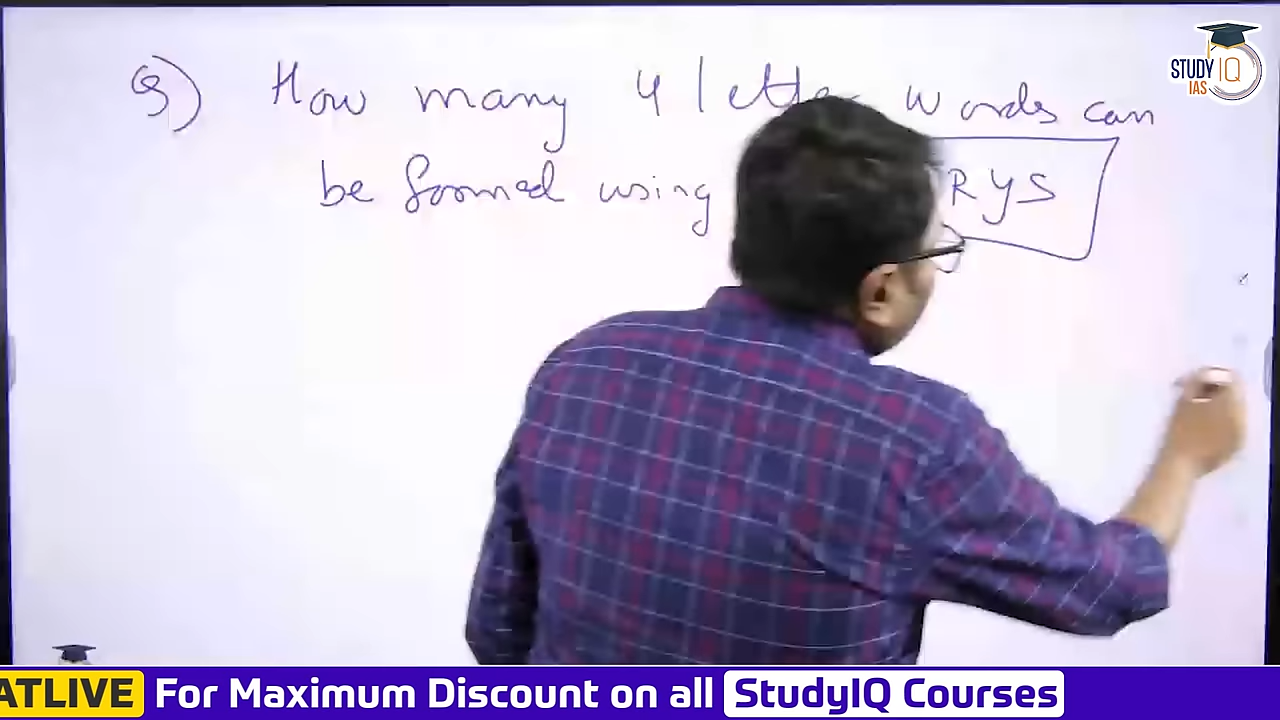 Q) How many 4 letter words can
be formed using RYS
STUDY IQ
IAS
ATLIVE For Maximum Discount on all StudyIQ Courses